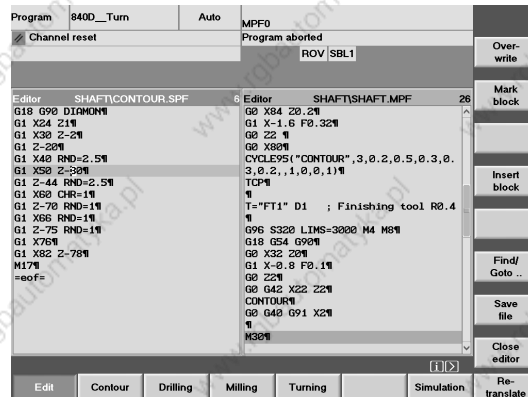 Program 840D__Turn Auto MPF0
Channel reset Program aborted
ROV SBL1
Editor SHAFT\CONTOUR.SPF 6
G18 G90 DIAMON¶
G1 X24 Z1¶
G1 X30 Z-2¶
G1 Z-20¶
G1 X40 RND=2.5¶
G1 X50 Z-30¶
G1 Z-44 RND=2.5¶
G1 X60 CHR=1¶
G1 Z-70 RND=1¶
G1 X66 RND=1¶
G1 Z-75 RND=1¶
G1 X76¶
G1 X82 Z-78¶
M17¶
=eof=
Editor SHAFT\SHAFT.MPF 26
G0 X84 Z0.2¶
G1 X-1.6 F0.32¶
G0 Z2 ¶
G0 X80¶
CYCLE95("CONTOUR",3,0.2,0.5,0.3,0.
3,0.2,,1,0,0,1)¶
TCP¶
¶
T="FT1" D1 ; Finishing tool R0.4
¶
G96 S320 LIMS=3000 M4 M8¶
G18 G54 G90¶
G0 X32 Z0¶
G1 X-0.8 F0.1¶
G0 Z2¶
G0 G42 X22 Z2¶
CONTOUR¶
G0 G40 G91 X2¶
¶
M30¶
Over-
write
Mark
block
Insert
block
Find/
Goto ..
Save
file
Close
editor
Edit Contour Drilling Milling Turning Simulation
Re-
translate